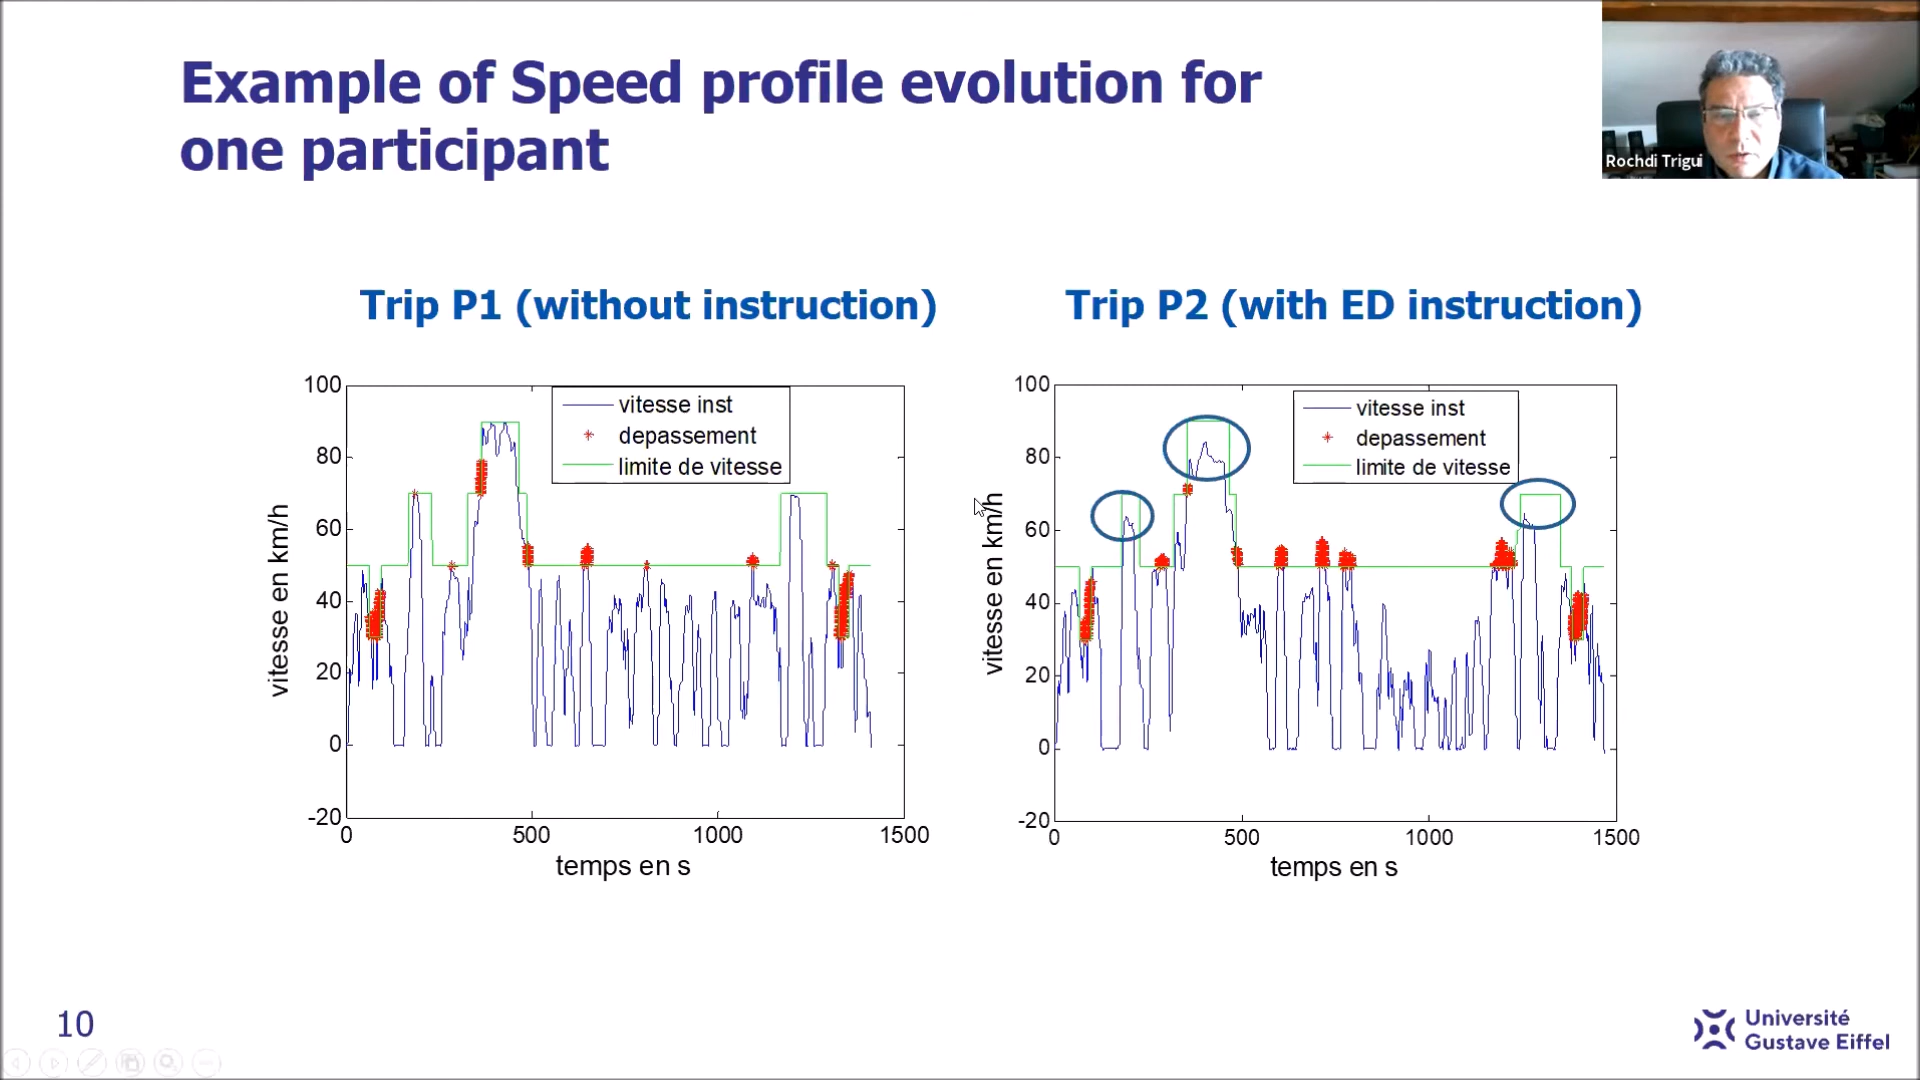 Example of Speed profile evolution for
one participant
Rochdi Trigui
Trip P1 (without instruction)
100
80
60
40
20
0
-20
vitesse en km/h
vitesse inst
depassement
limite de vitesse
0
500
1000
1500
temps en s
Trip P2 (with ED instruction)
100
80
60
40
20
0
-20
vitesse en km/h
vitesse inst
depassement
limite de vitesse
0
500
1000
1500
temps en s
10
Université
Gustave Eiffel